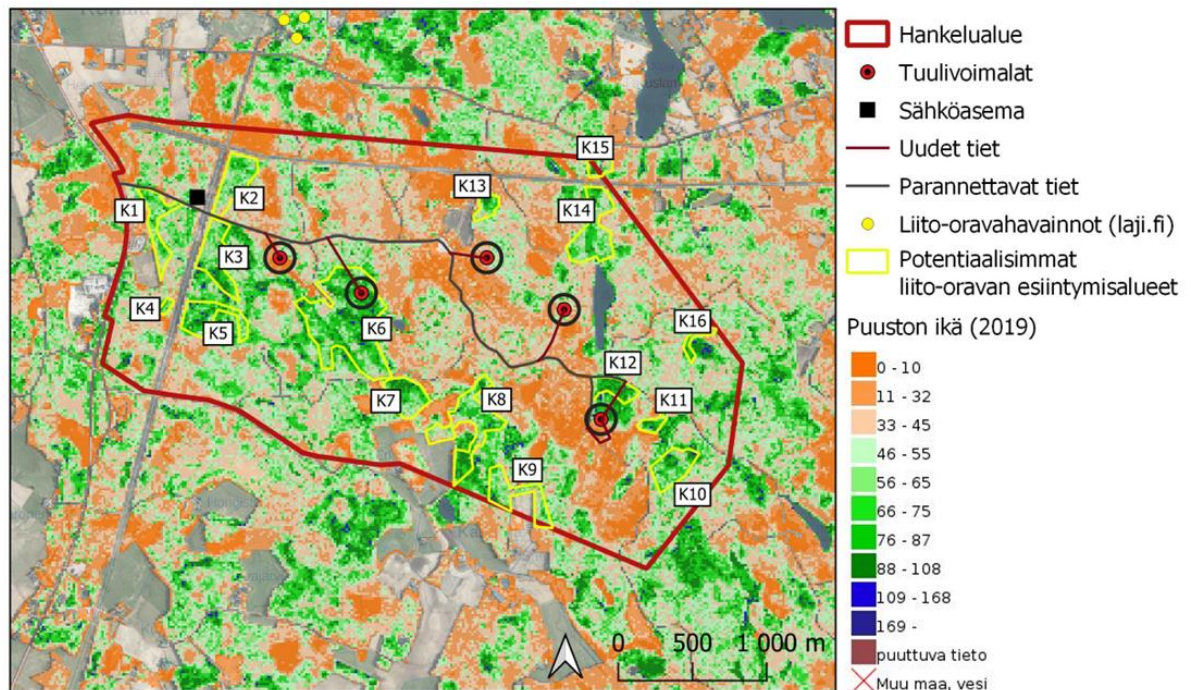 K15
K13
K2
K1
K14
K3
K4
K16
K6
K5
K12
K7
K8
K11
K9
K10
0 500 1 000 m
Hankelualue
Tuulivoimalat
Sähköasema
Uudet tiet
Parannettavat tiet
Liito-oravahavainnot (laji.fi)
Potentiaalisimmat
liito-oravan esiintymisalueet
Puuston ikä (2019)
0 - 10
11 - 32
33 - 45
46 - 55
56 - 65
66 - 75
76 - 87
88 - 108
109 - 168
169 -
puuttuva tieto
Muu maa, vesi